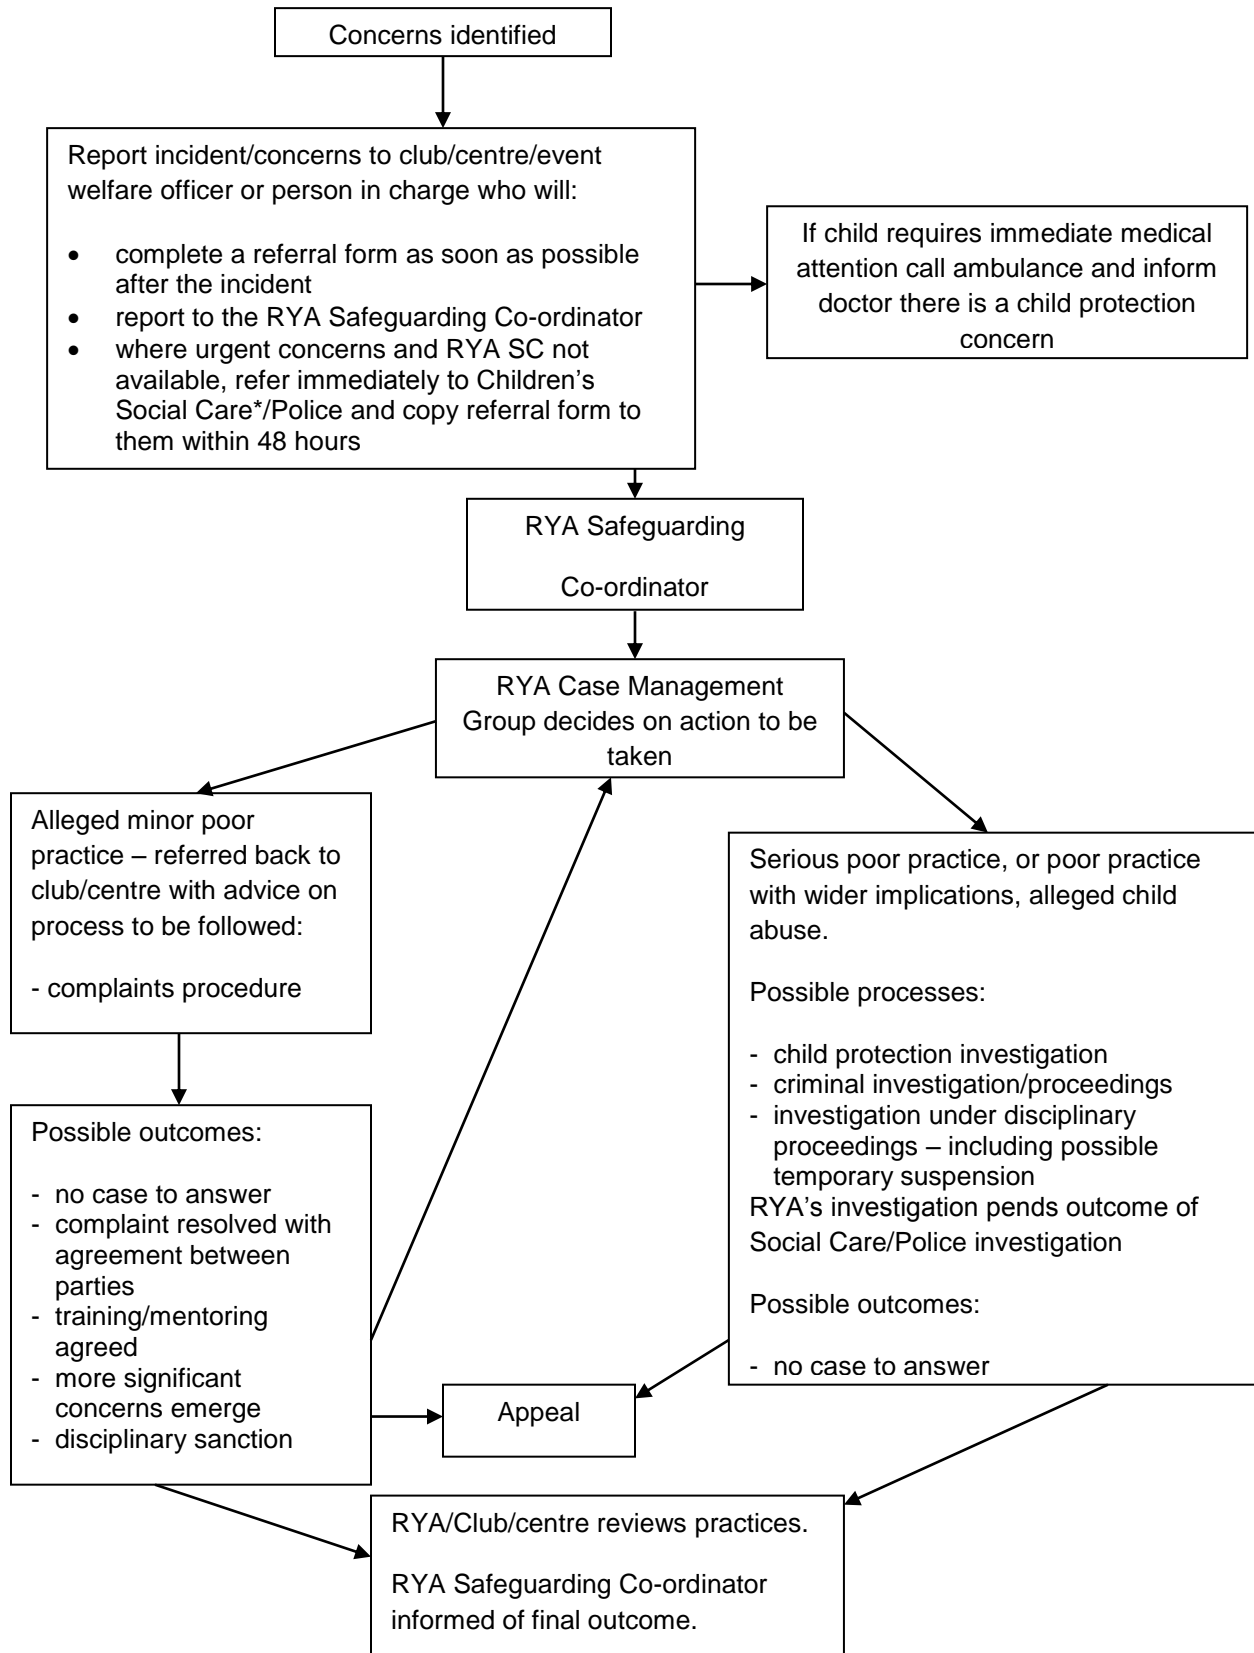 Concerns identified
Report incident/concerns to club/centre/event
welfare officer or person in charge who will:
• complete a referral form as soon as possible
after the incident
• report to the RYA Safeguarding Co-ordinator
• where urgent concerns and RYA SC not
available, refer immediately to Children’s
Social Care*/Police and copy referral form to
them within 48 hours
If child requires immediate medical
attention call ambulance and inform
doctor there is a child protection
concern
RYA Safeguarding
Co-ordinator
RYA Case Management
Group decides on action to be
taken
Alleged minor poor
practice – referred back to
club/centre with advice on
process to be followed:
- complaints procedure
Serious poor practice, or poor practice
with wider implications, alleged child
abuse.
Possible processes:
- child protection investigation
- criminal investigation/proceedings
- investigation under disciplinary
proceedings – including possible
temporary suspension
RYA’s investigation pends outcome of
Social Care/Police investigation
Possible outcomes:
- no case to answer
Possible outcomes:
- no case to answer
- complaint resolved with
agreement between
parties
- training/mentoring
agreed
- more significant
concerns emerge
- disciplinary sanction
Appeal
RYA/Club/centre reviews practices.
RYA Safeguarding Co-ordinator
informed of final outcome.